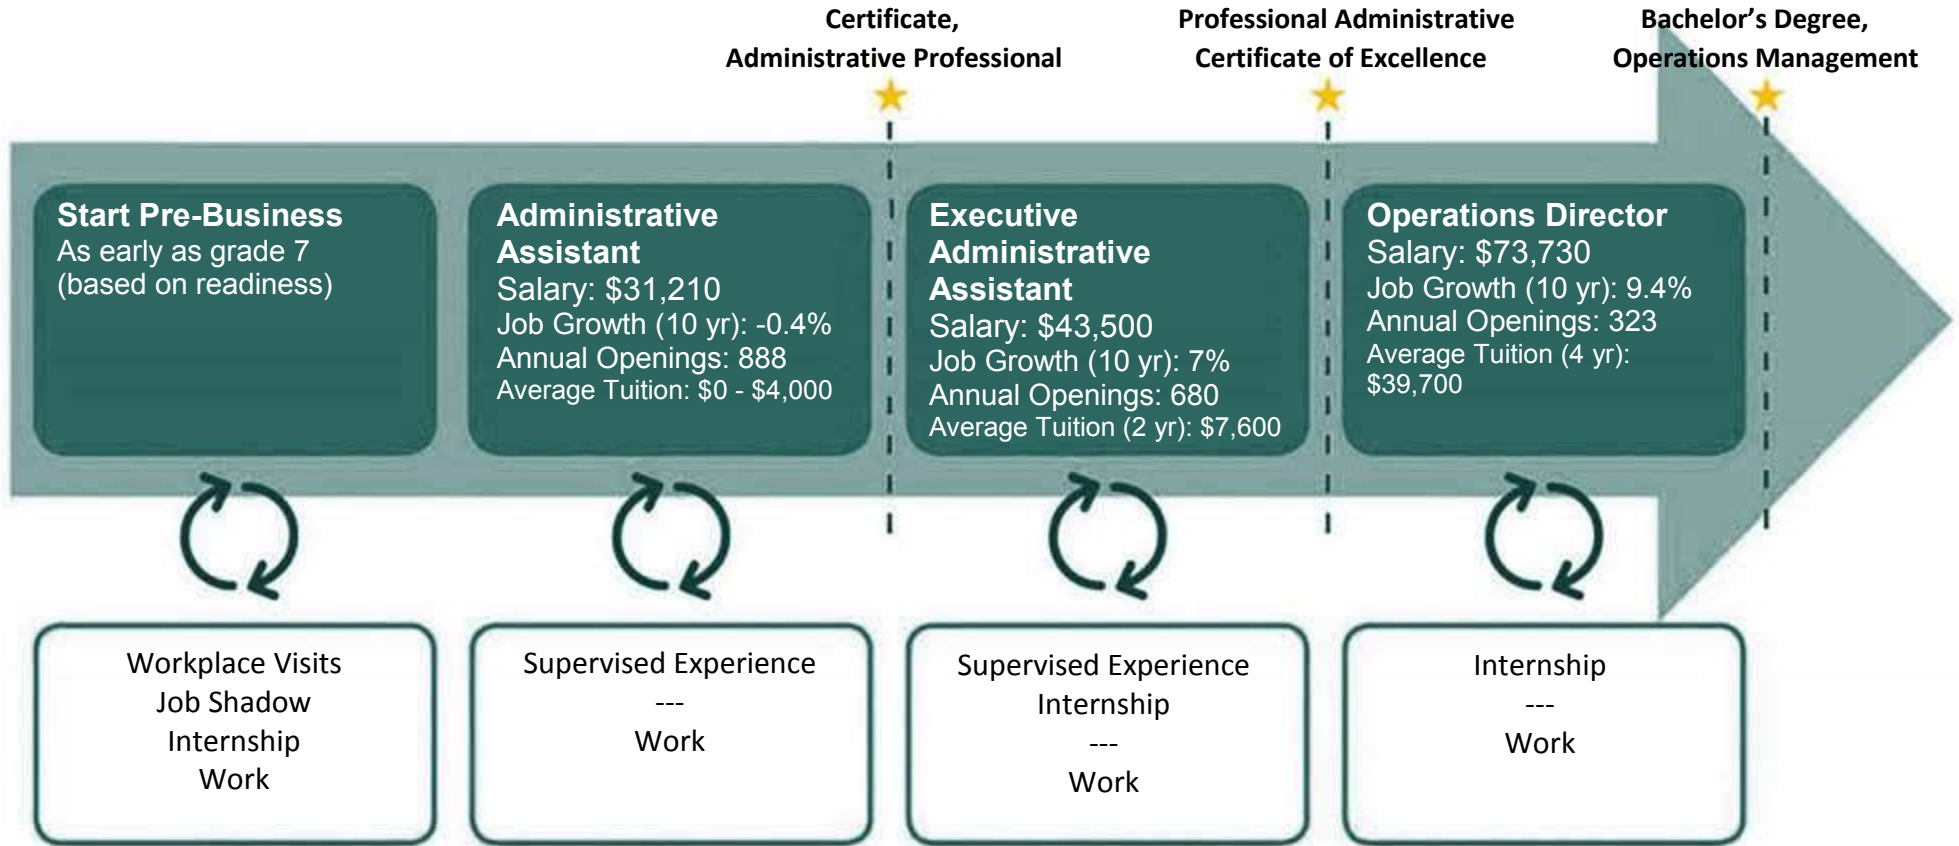 Certificate,
Administrative Professional
Professional Administrative
Certificate of Excellence
Bachelor’s Degree,
Operations Management
Start Pre-Business
As early as grade 7
(based on readiness)
Administrative
Assistant
Salary: $31,210
Job Growth (10 yr): -0.4%
Annual Openings: 888
Average Tuition: $0 - $4,000
Executive
Administrative
Assistant
Salary: $43,500
Job Growth (10 yr): 7%
Annual Openings: 680
Average Tuition (2 yr): $7,600
Operations Director
Salary: $73,730
Job Growth (10 yr): 9.4%
Annual Openings: 323
Average Tuition (4 yr):
$39,700
Workplace Visits
Job Shadow
Internship
Work
Supervised Experience
---
Work
Supervised Experience
Internship
---
Work
Internship
---
Work